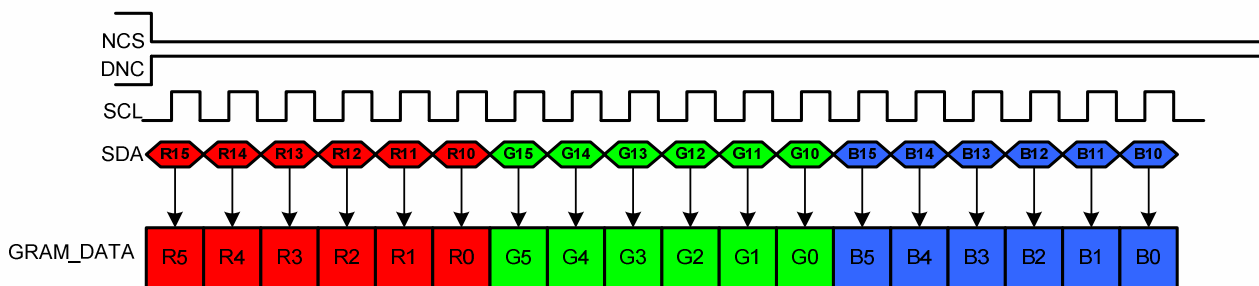 NCS
DNC
SCL
SDA R15 R14 R13 R12 R11 R10 G15 G14 G13 G12 G11 G10 B15 B14 B13 B12 B11 B10
GRAM_DATA R5 R4 R3 R2 R1 R0 G5 G4 G3 G2 G1 G0 B5 B4 B3 B2 B1 B0